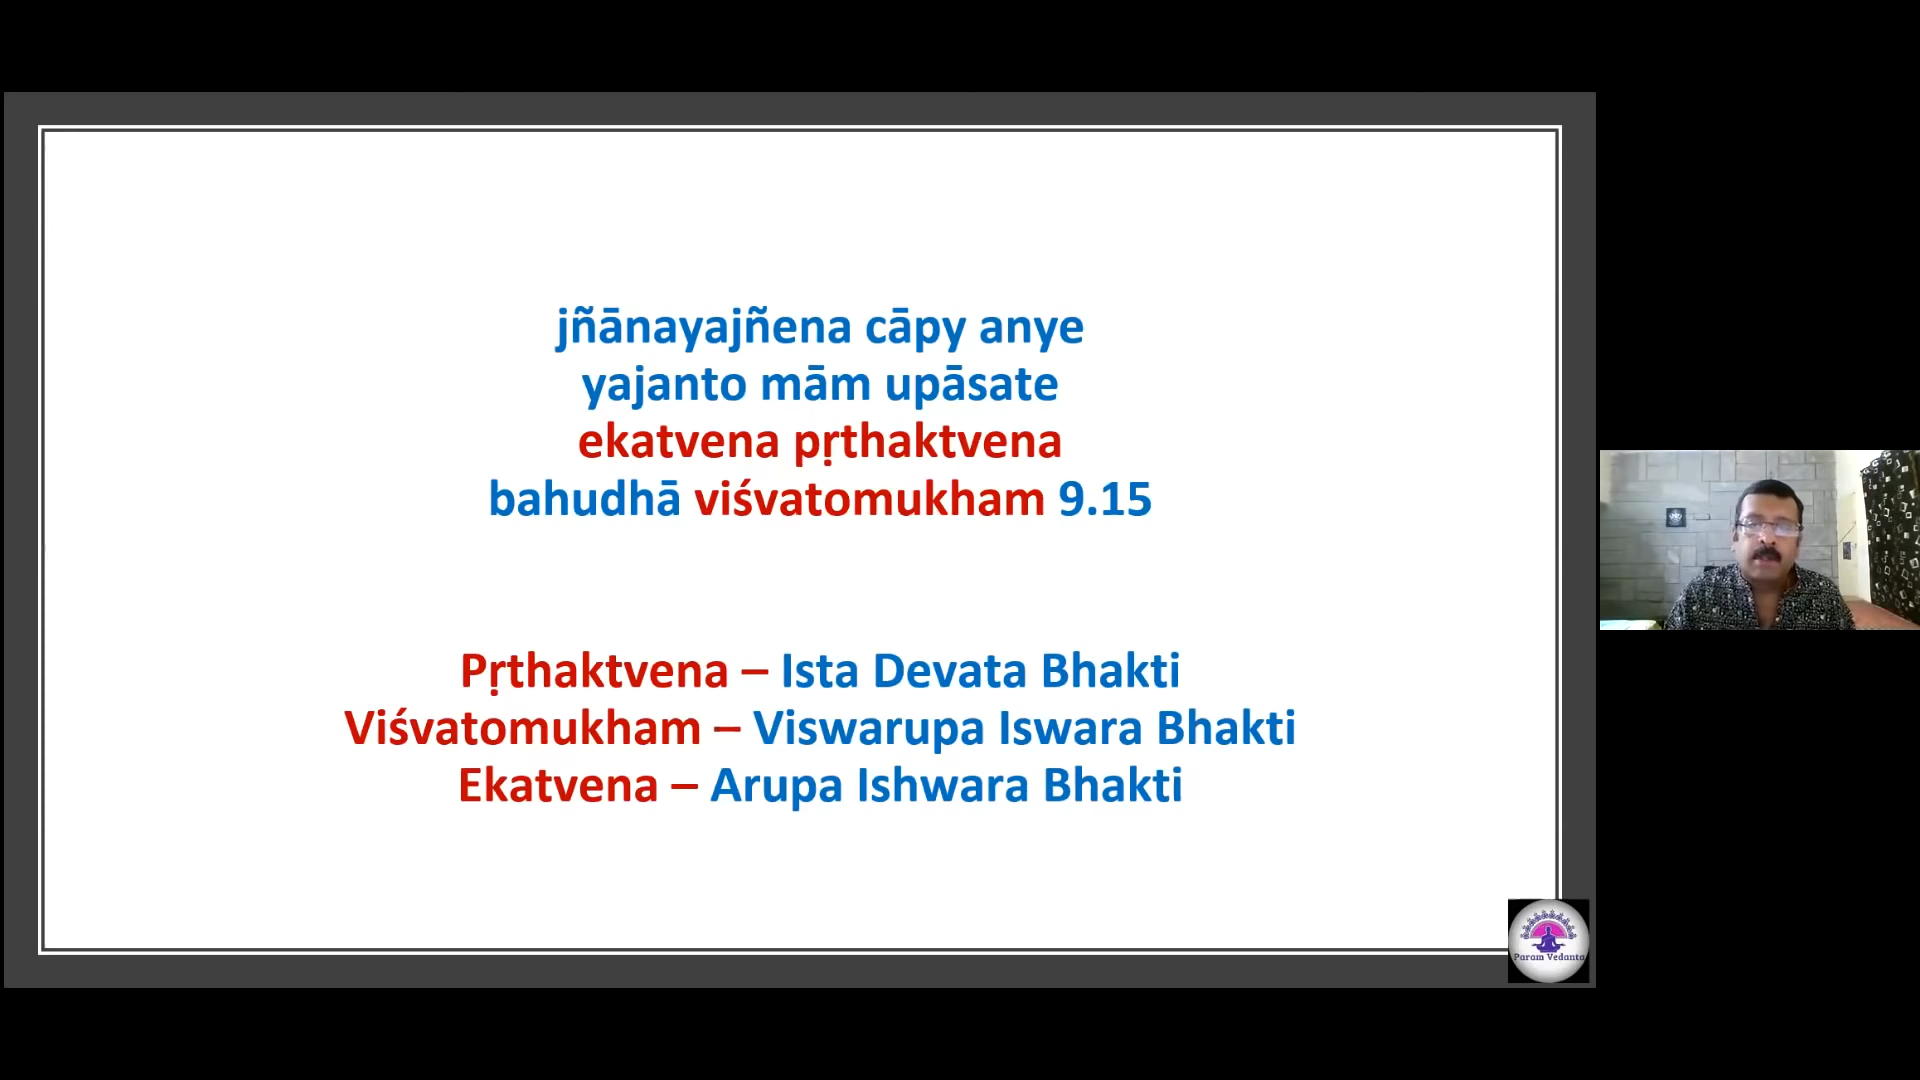 jñānayajñena cāpy anye
yajanto mām upāsate
ekatvena pṛthaktvena
bahudhā viśvatomukham 9.15
Pṛthaktvena – Ista Devata Bhakti
Viśvatomukham – Viswarupa Iswara Bhakti
Ekatvena – Arupa Ishwara Bhakti
Param Vedanta